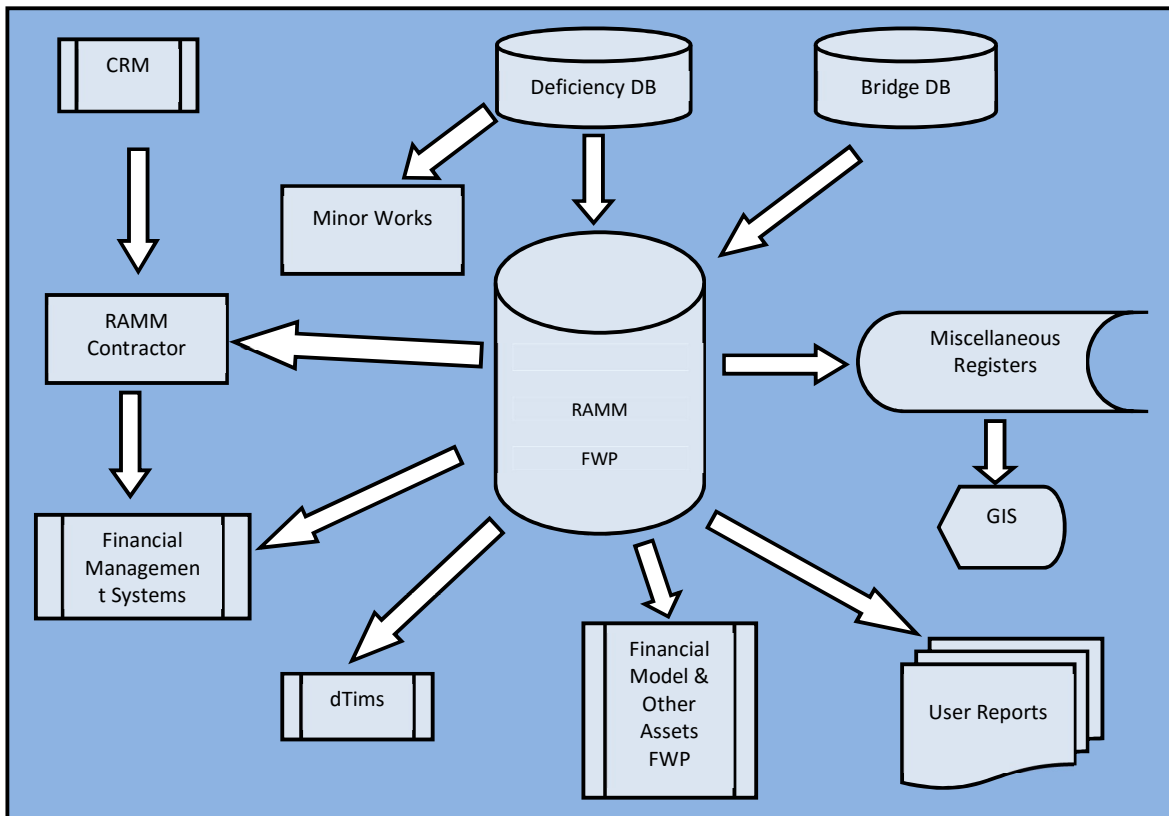 CRM
Deficiency DB
Bridge DB
Minor Works
RAMM
Contractor
Miscellaneous
Registers
RAMM
FWP
GIS
Financial
Managemen
t Systems
dTims
Financial
Model &
Other
Assets
FWP
User Reports